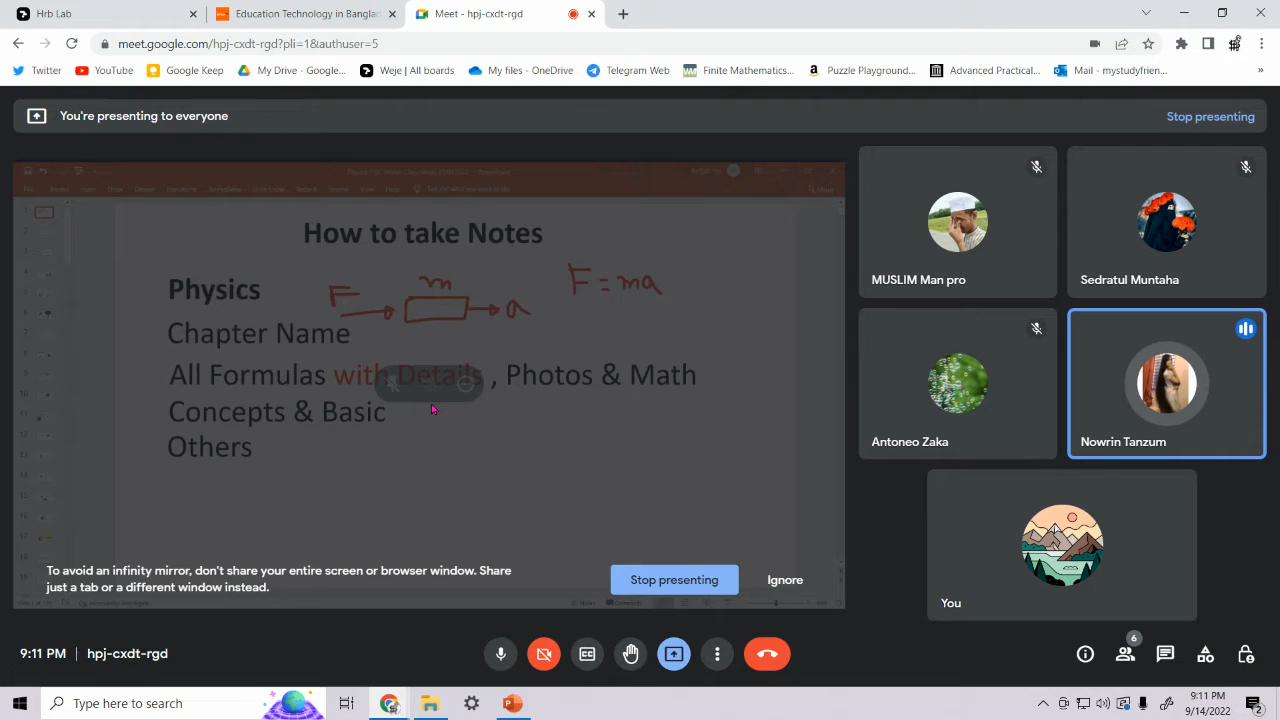 Hrb Lab
Education Technology in Banglad
Meet - hpj-cxdt-rgd
meet.google.com/hpj-cxdt-rgd?pli=1&authuser=5
Twitter
YouTube
Google Keep
My Drive - Google...
Weje | All boards
My files - OneDrive
Telegram Web
Finite Mathematics...
Puzzle Playground...
Advanced Practical...
Mail - mystudyfrien...
You're presenting to everyone
Stop presenting
How to take Notes
Physics
F
m
a
F = ma
Chapter Name
All Formulas with Details , Photos & Math
Concepts & Basic
Others
To avoid an infinity mirror, don't share your entire screen or browser window. Share
just a tab or a different window instead.
Stop presenting
Ignore
MUSLIM Man pro
Sedratul Muntaha
Antoneo Zaka
Nowrin Tanzum
You
9:11 PM | hpj-cxdt-rgd
6
Type here to search
9:11 PM
9/14/2022
2